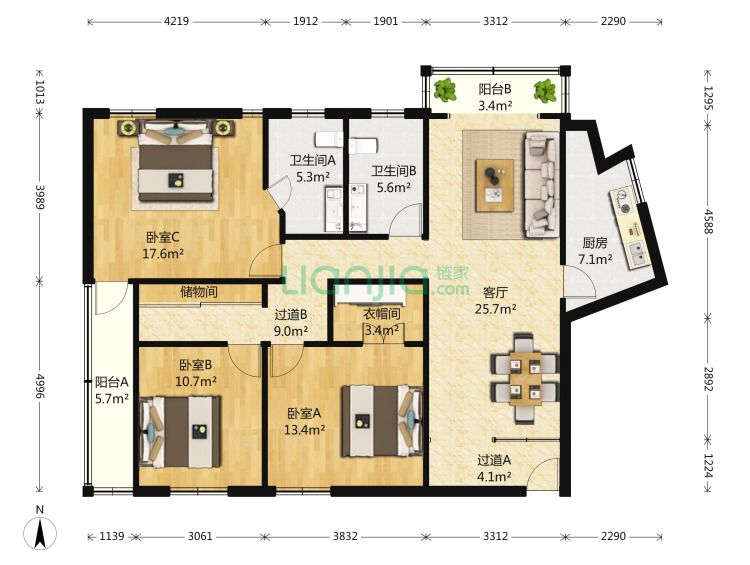 4219 1912 1901 3312 2290
1013
3989
4996
1295
4588
2892
1224
阳台B
3.4m²
卫生间A
5.3m²
卫生间B
5.6m²
卧室C
17.6m²
厨房
7.1m²
Lianjia 链家 .com
储物间
客厅
25.7m²
过道B
9.0m²
衣帽间
3.4m²
阳台A
5.7m²
卧室B
10.7m²
卧室A
13.4m²
过道A
4.1m²
N
1139 3061 3832 3312 2290